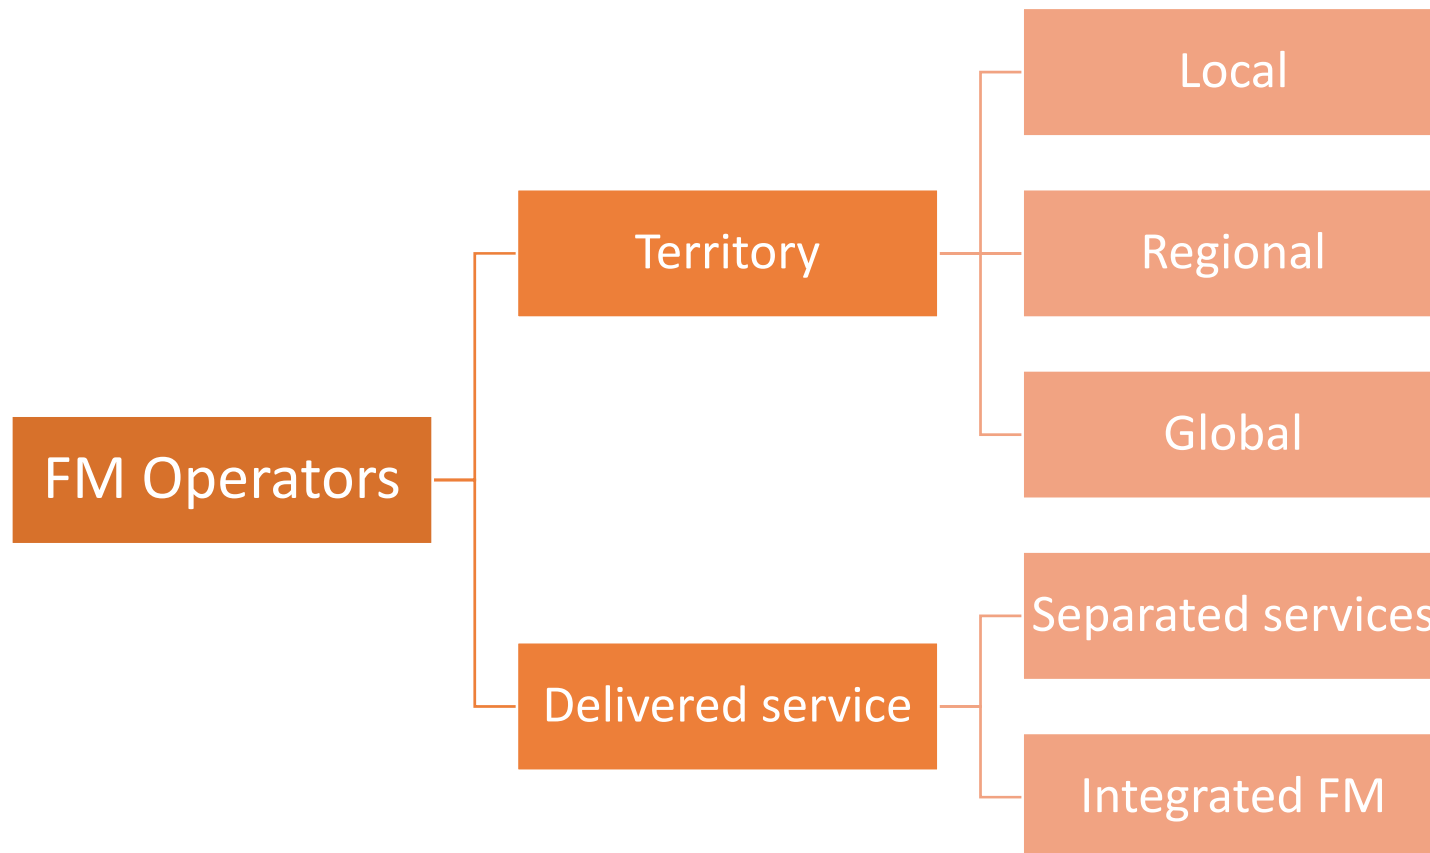 FM Operators
Territory
Local
Regional
Global
Delivered service
Separated services
Integrated FM